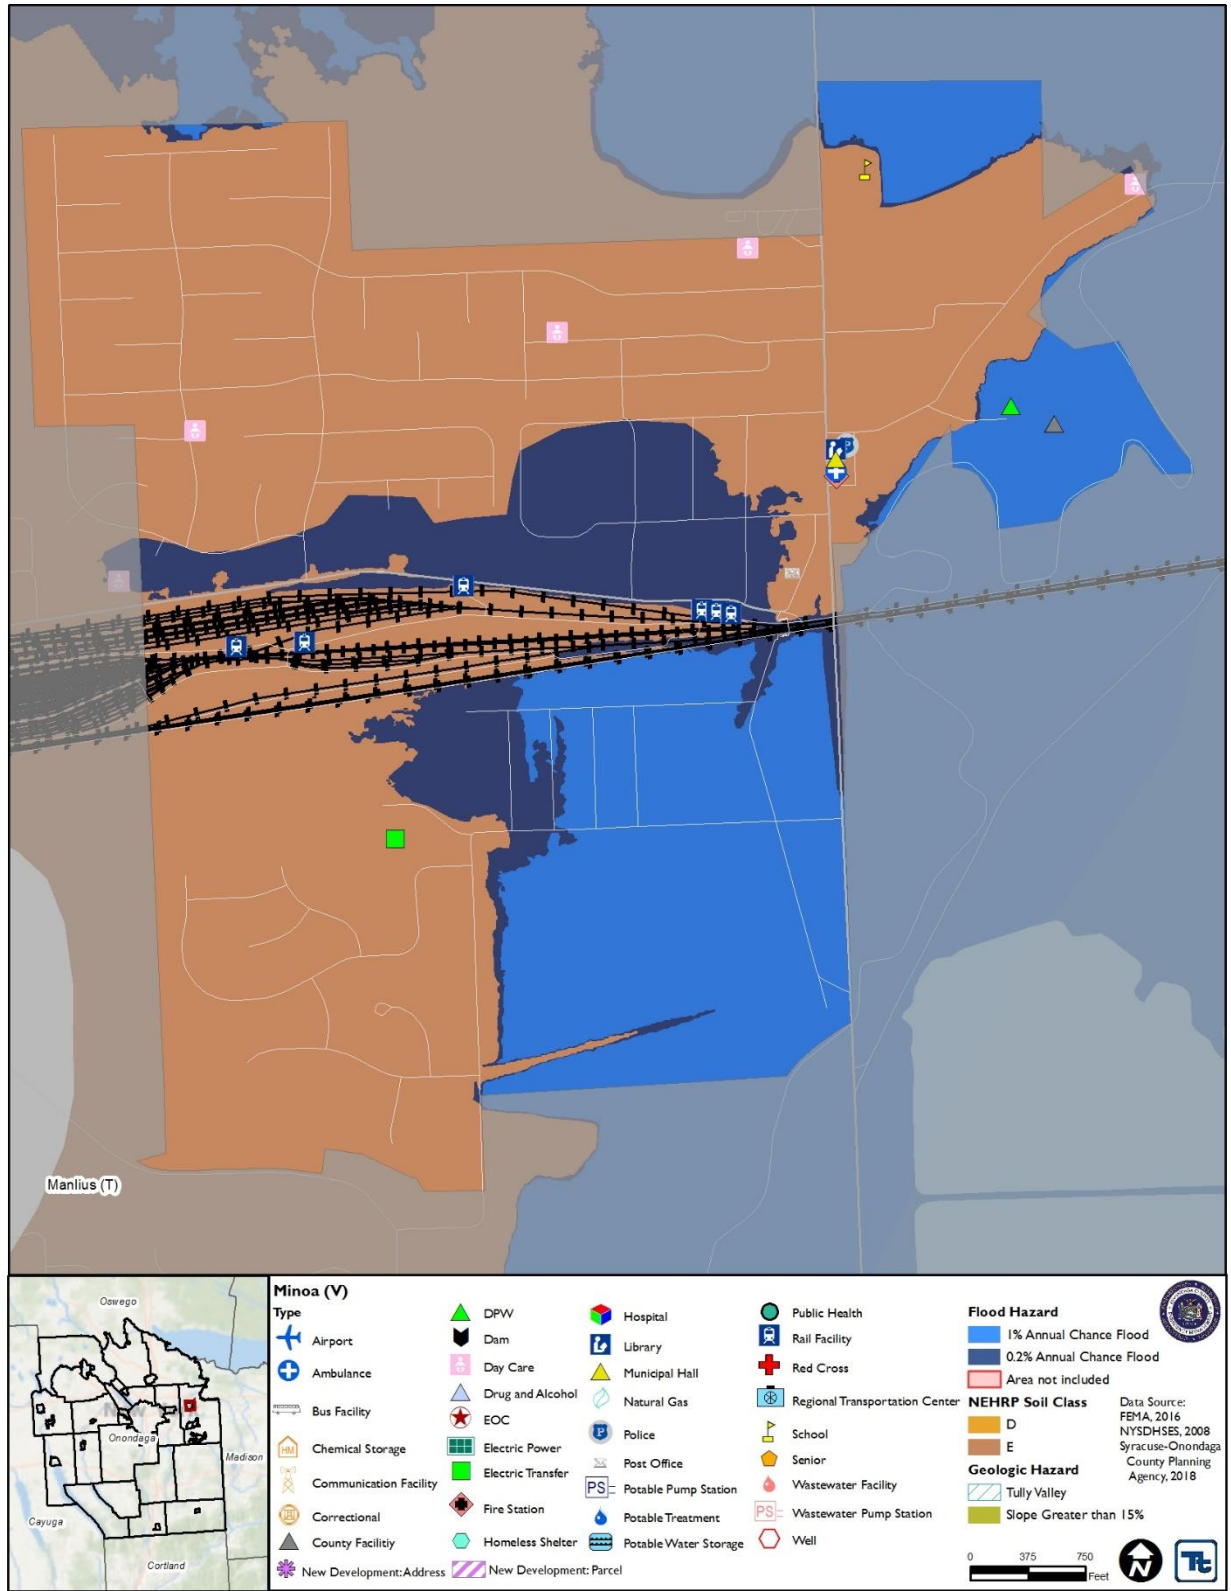 Manlius (T)
Oswego
Onondaga
Madison
Cayuga
Cortland
Minoa (V)
Type
Airport
Ambulance
Bus Facility
HM
Chemical Storage
Communication Facility
Correctional
County Facilitiy
New Development: Address
DPW
Dam
Day Care
Drug and Alcohol
EOC
Electric Power
Electric Transfer
Fire Station
Homeless Shelter
New Development: Parcel
Hospital
Library
Municipal Hall
Natural Gas
P
Police
Post Office
PS
Potable Pump Station
Potable Treatment
Potable Water Storage
Public Health
Rail Facility
Red Cross
Regional Transportation Center
School
Senior
Wastewater Facility
PS
Wastewater Pump Station
Well
Flood Hazard
1% Annual Chance Flood
0.2% Annual Chance Flood
Area not included
NEHRP Soil Class
D
E
Geologic Hazard
Tully Valley
Slope Greater than 15%
Data Source:
FEMA, 2016
NYSDHSES, 2008
Syracuse-Onondaga
County Planning
Agency, 2018
0 375 750
Feet
N
Tt